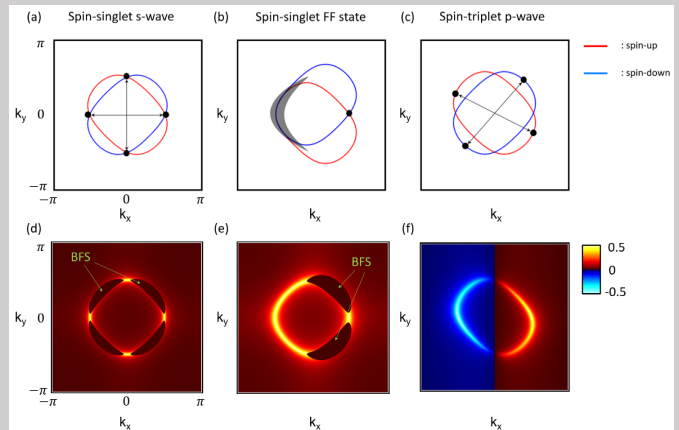 (a) Spin-singlet s-wave
(b) Spin-singlet FF state
(c) Spin-triplet p-wave
π
k_y 0
−π
−π 0 π
k_x
k_y
k_x
k_y
k_x
: spin-up
: spin-down
(d)
(e)
(f)
π
BFS
k_y 0
−π
−π 0 π
k_x
BFS
k_y
k_x
k_y
k_x
0.5
0
-0.5